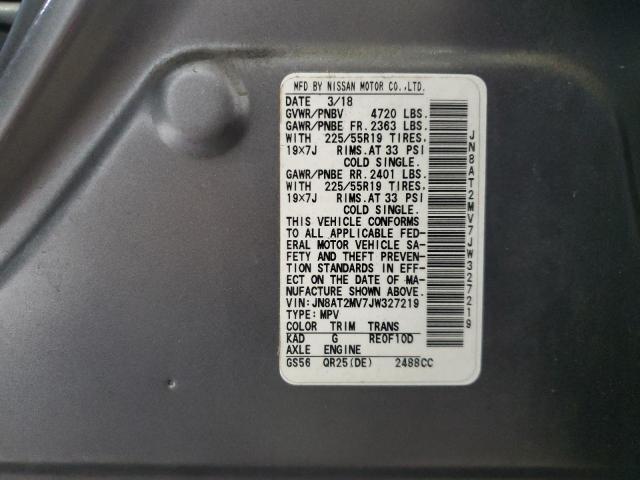 MFD BY NISSAN MOTOR CO.,LTD.
DATE 3/18
GVWR/PNBV 4720 LBS.
GAWR/PNBE FR. 2363 LBS.
WITH 225/55R19 TIRES.
19×7J RIMS.AT 33 PSI
COLD SINGLE.
GAWR/PNBE RR. 2401 LBS.
WITH 225/55R19 TIRES.
19×7J RIMS.AT 33 PSI
COLD SINGLE.
THIS VEHICLE CONFORMS
TO ALL APPLICABLE FED-
ERAL MOTOR VEHICLE SA-
FETY AND THEFT PREVEN-
TION STANDARDS IN EFF-
ECT ON THE DATE OF MA-
NUFACTURE SHOWN ABOVE.
VIN: JN8AT2MV7JW327219
TYPE: MPV
COLOR TRIM TRANS
KAD G RE0F10D
AXLE ENGINE
GS56 QR25(DE) 2488CC
JN8AT2MV7JW327219